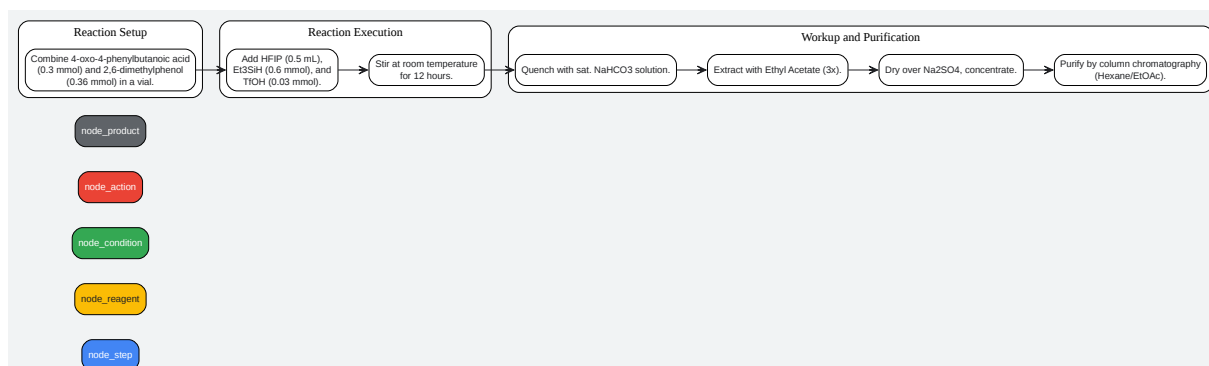 Reaction Setup
Combine 4-oxo-4-phenylbutanoic acid
(0.3 mmol) and 2,6-dimethylphenol
(0.36 mmol) in a vial.
Reaction Execution
Add HFIP (0.5 mL),
Et3SiH (0.6 mmol), and
TfOH (0.03 mmol).
Stir at room temperature
for 12 hours.
Workup and Purification
Quench with sat. NaHCO3 solution.
Extract with Ethyl Acetate (3x).
Dry over Na2SO4, concentrate.
Purify by column chromatography
(Hexane/EtOAc).
node_product
node_action
node_condition
node_reagent
node_step